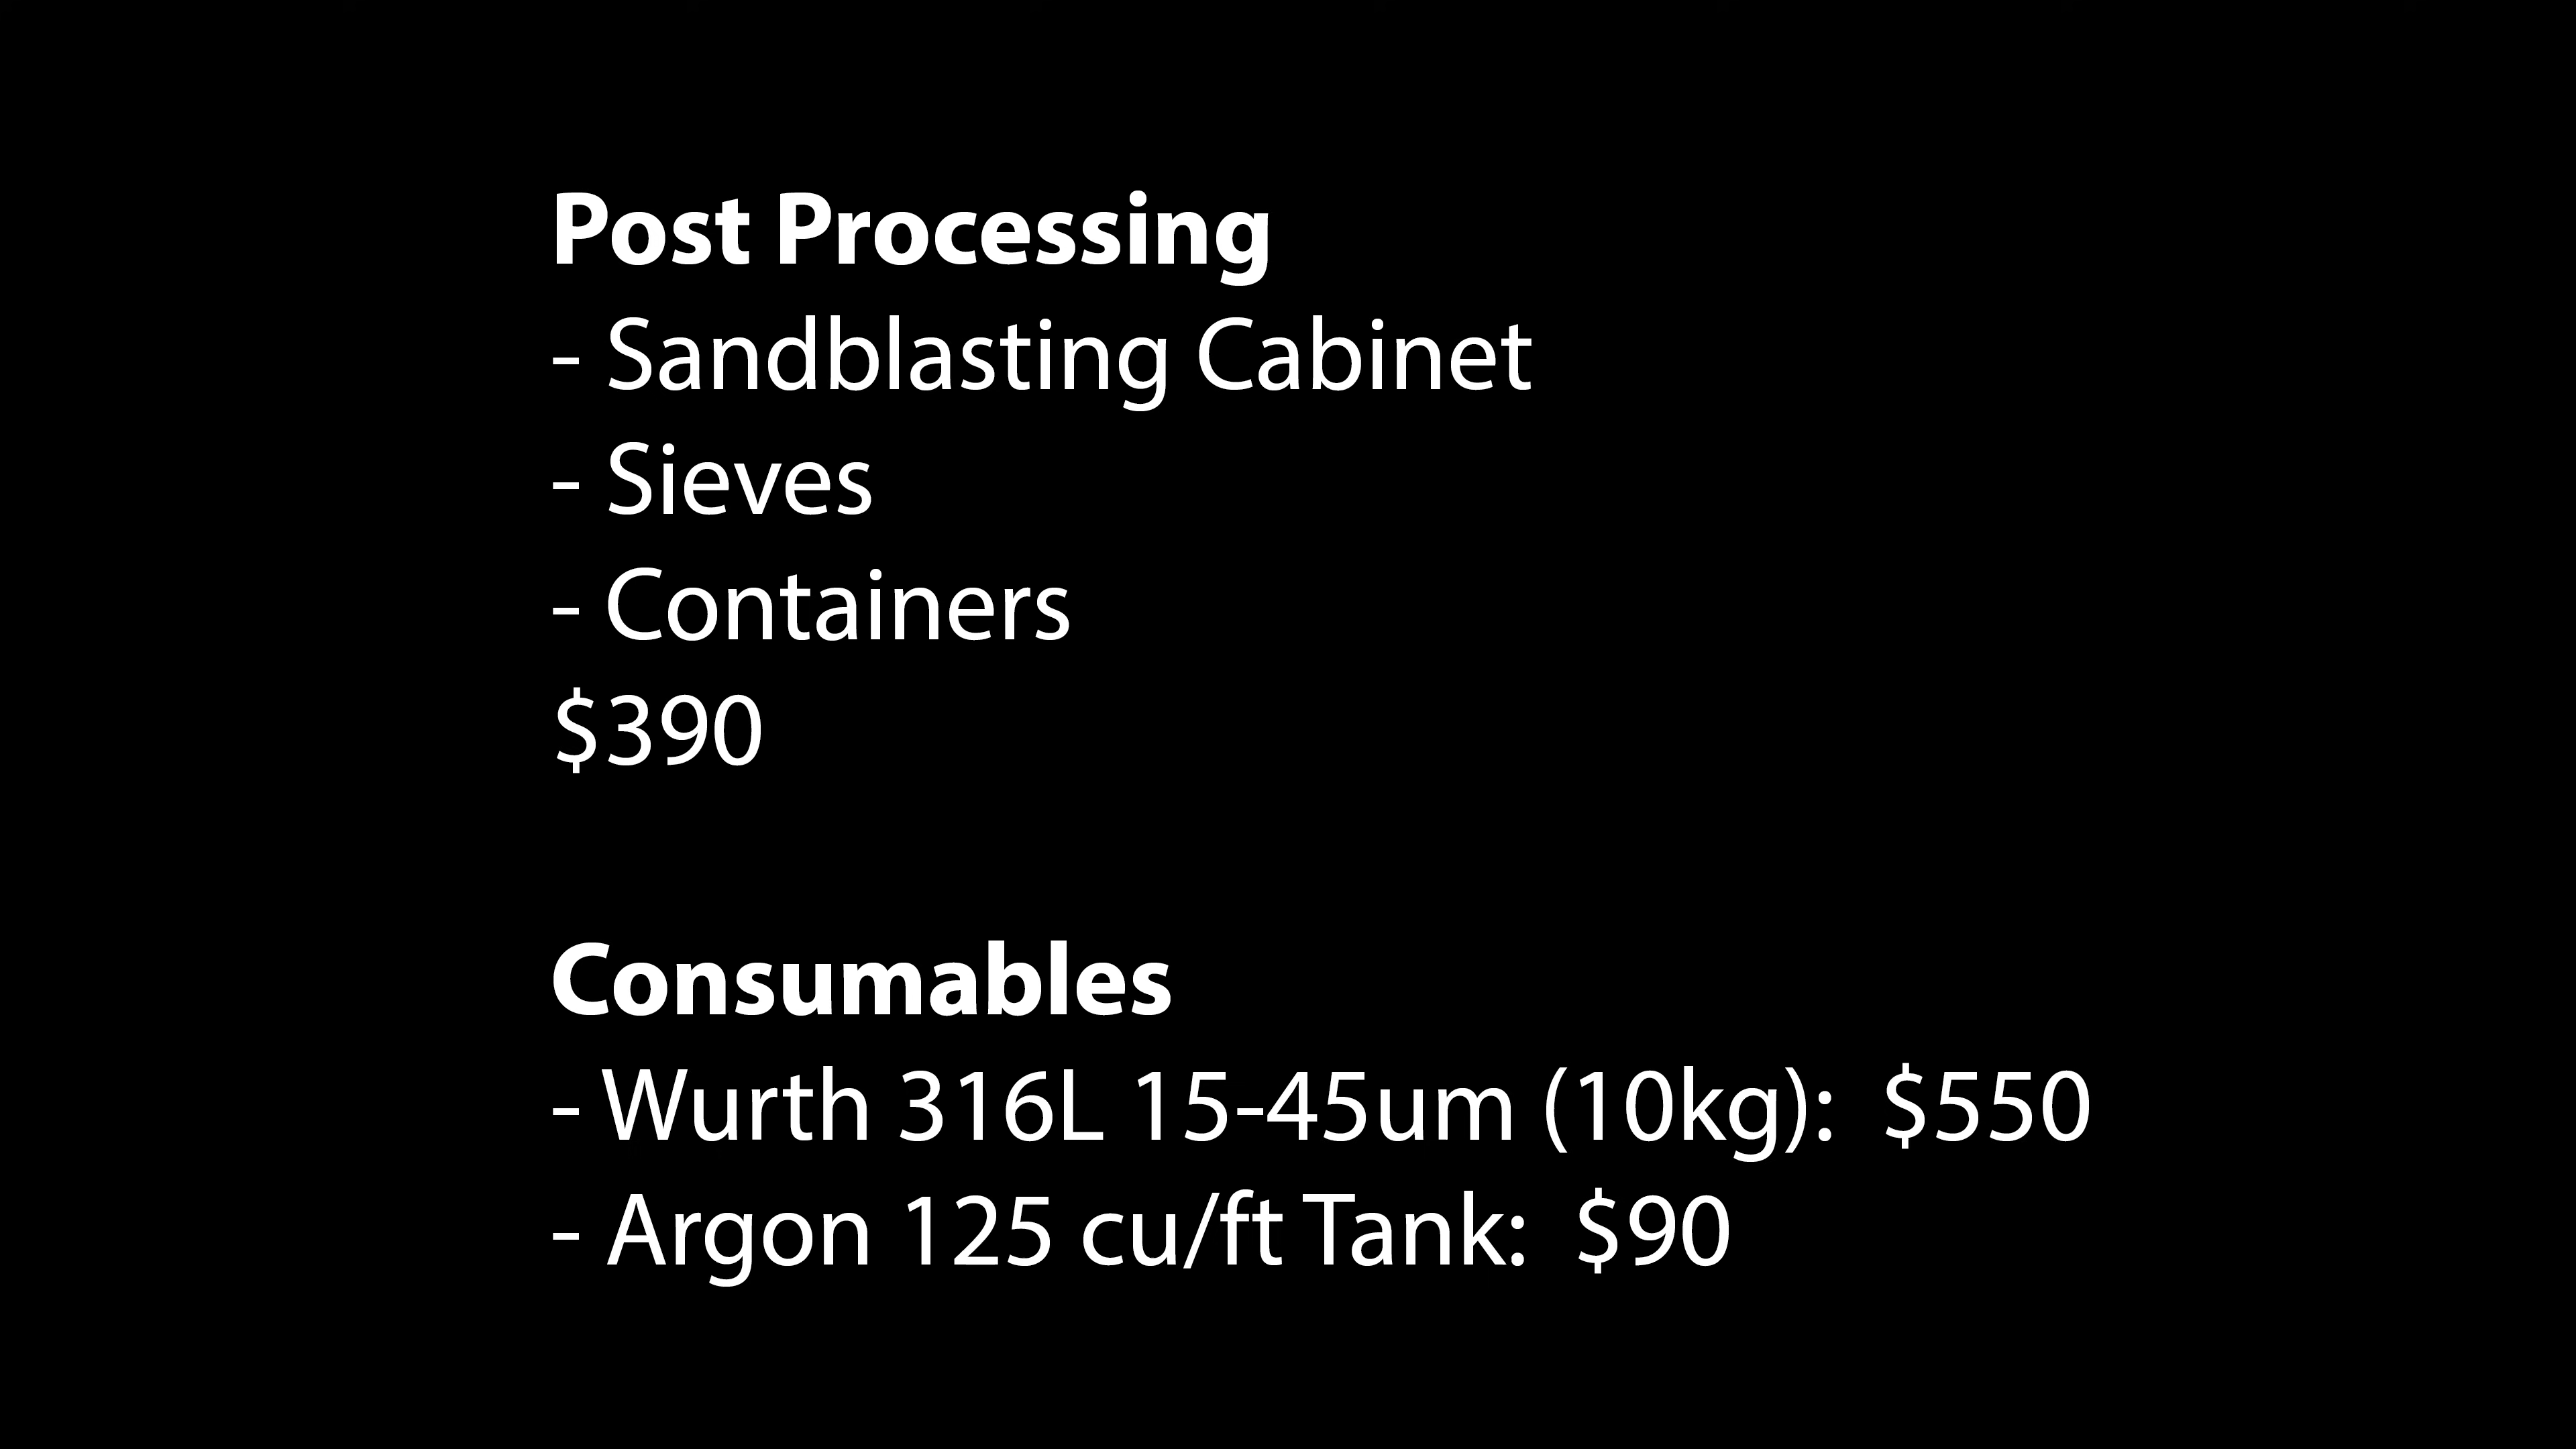 Post Processing
- Sandblasting Cabinet
- Sieves
- Containers
$390
Consumables
- Wurth 316L 15-45um (10kg):  $550
- Argon 125 cu/ft Tank:  $90